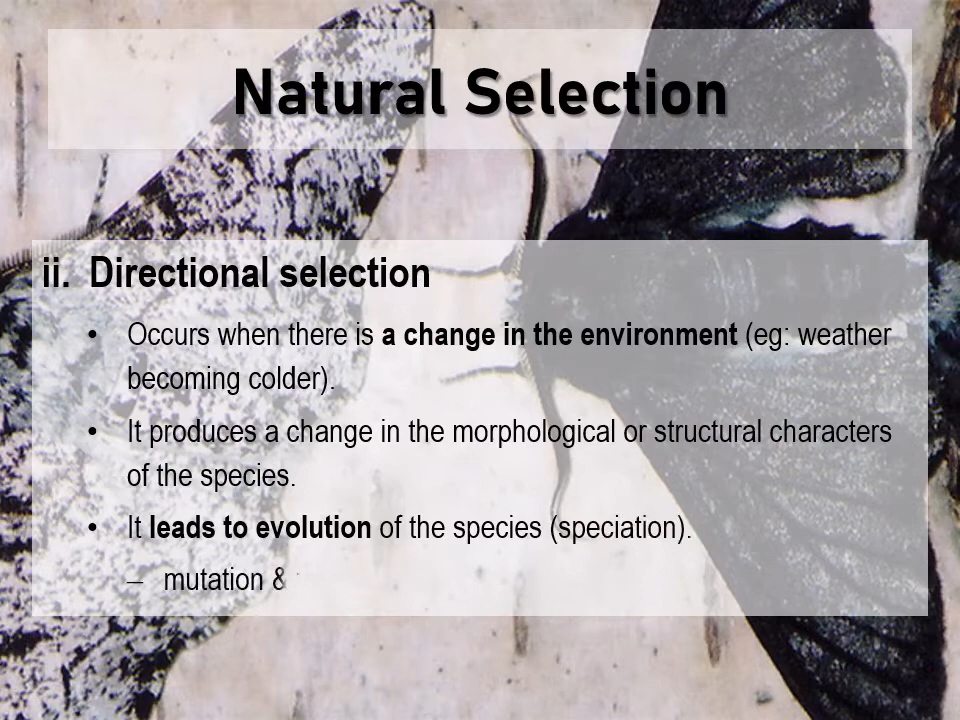 Natural Selection
ii. Directional selection
• Occurs when there is a change in the environment (eg: weather
becoming colder).
• It produces a change in the morphological or structural characters
of the species.
• It leads to evolution of the species (speciation).
– mutation &